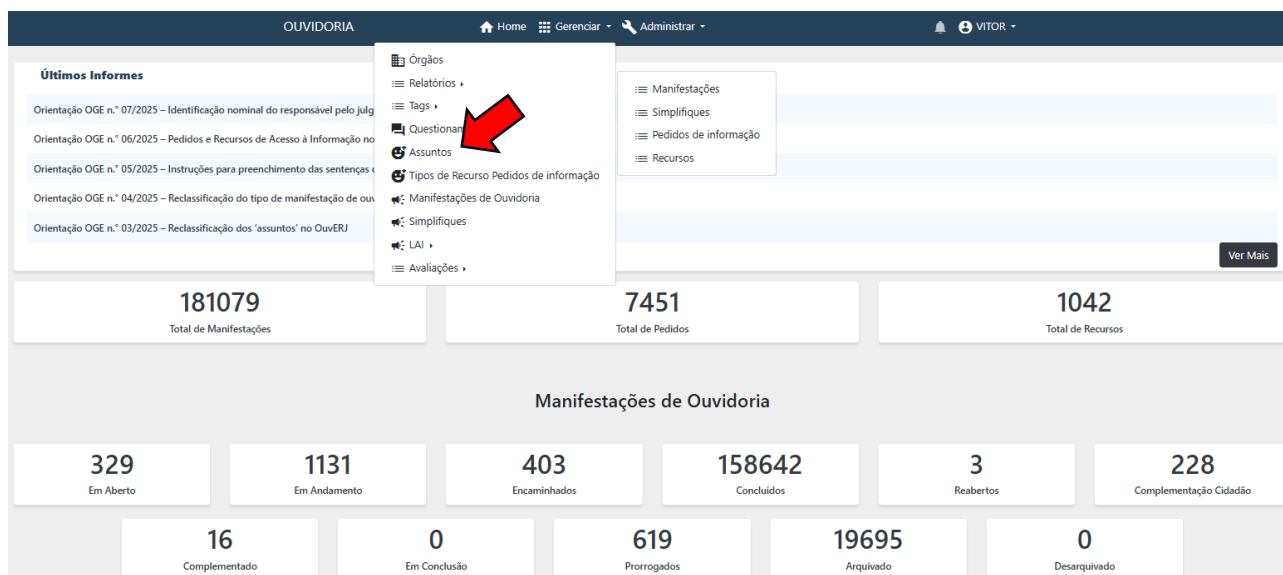 OUVIDORIA Home Gerenciar Administrar VITOR
Últimos Informes
Orientação OGE n.° 07/2025 – Identificação nominal do responsável pelo julg
Orientação OGE n.° 06/2025 – Pedidos e Recursos de Acesso à Informação no
Orientação OGE n.° 05/2025 – Instruções para preenchimento das sentenças
Orientação OGE n.° 04/2025 – Reclassificação do tipo de manifestação de ouv
Orientação OGE n.° 03/2025 – Reclassificação dos 'assuntos' no OuvERJ
Órgãos
Relatórios
Tags
Assuntos
Tipos de Recurso Pedidos de informação
Manifestações de Ouvidoria
Simplifiques
LAI
Avaliações
Manifestações
Simplifiques
Pedidos de informação
Recursos
Ver Mais
181079
Total de Manifestações
7451
Total de Pedidos
1042
Total de Recursos
Manifestações de Ouvidoria
329
Em Aberto
1131
Em Andamento
403
Encaminhados
158642
Concluídos
3
Reabertos
228
Complementação Cidadão
16
Complementado
0
Em Conclusão
619
Prorrogados
19695
Arquivado
0
Desarquivado